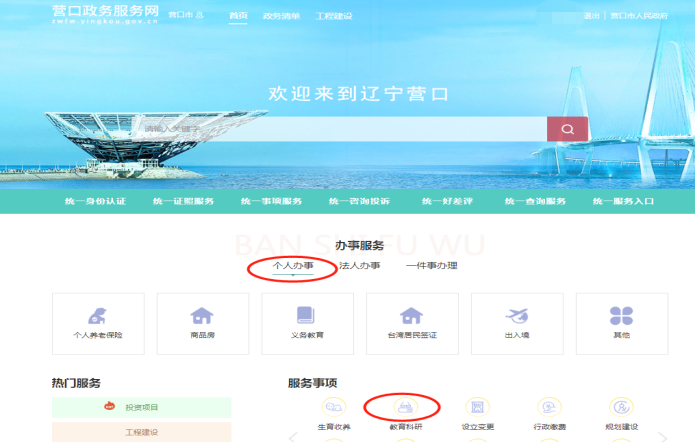 营口政务服务网
zwfw.yingkou.gov.cn
营口市
首页 政务清单 工程建设
退出 | 营口市人民政府
欢迎来到辽宁营口
请输入关键字
统一身份认证 统一证照服务 统一事项服务 统一咨询投诉 统一好差评 统一查询服务 统一服务入口
BAN SHI FU WU
办事服务
个人办事 法人办事 一件事办理
个人养老保险 商品房 义务教育 台湾居民签证 出入境 其他
热门服务
服务事项
投资项目
工程建设
生育收养 教育科研 设立变更 行政缴费 规划建设